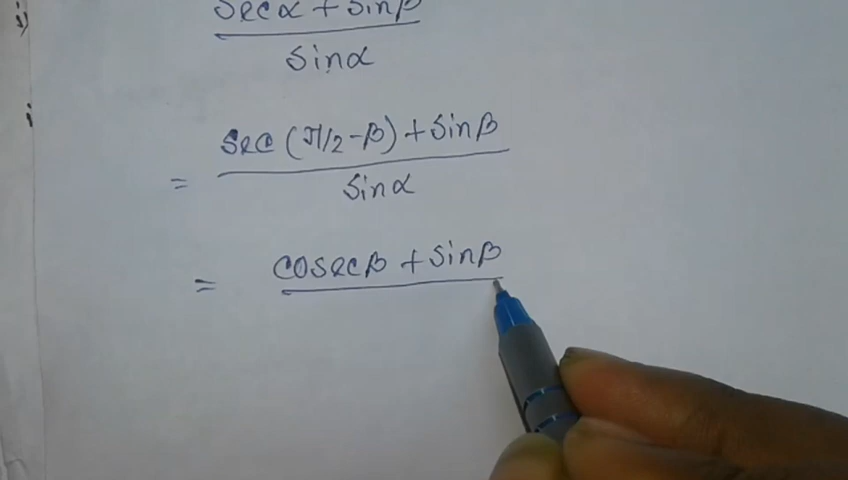 secα + sinβ
sinα
sec (π/2-β) + sinβ
=
sinα
= cosecβ + sinβ